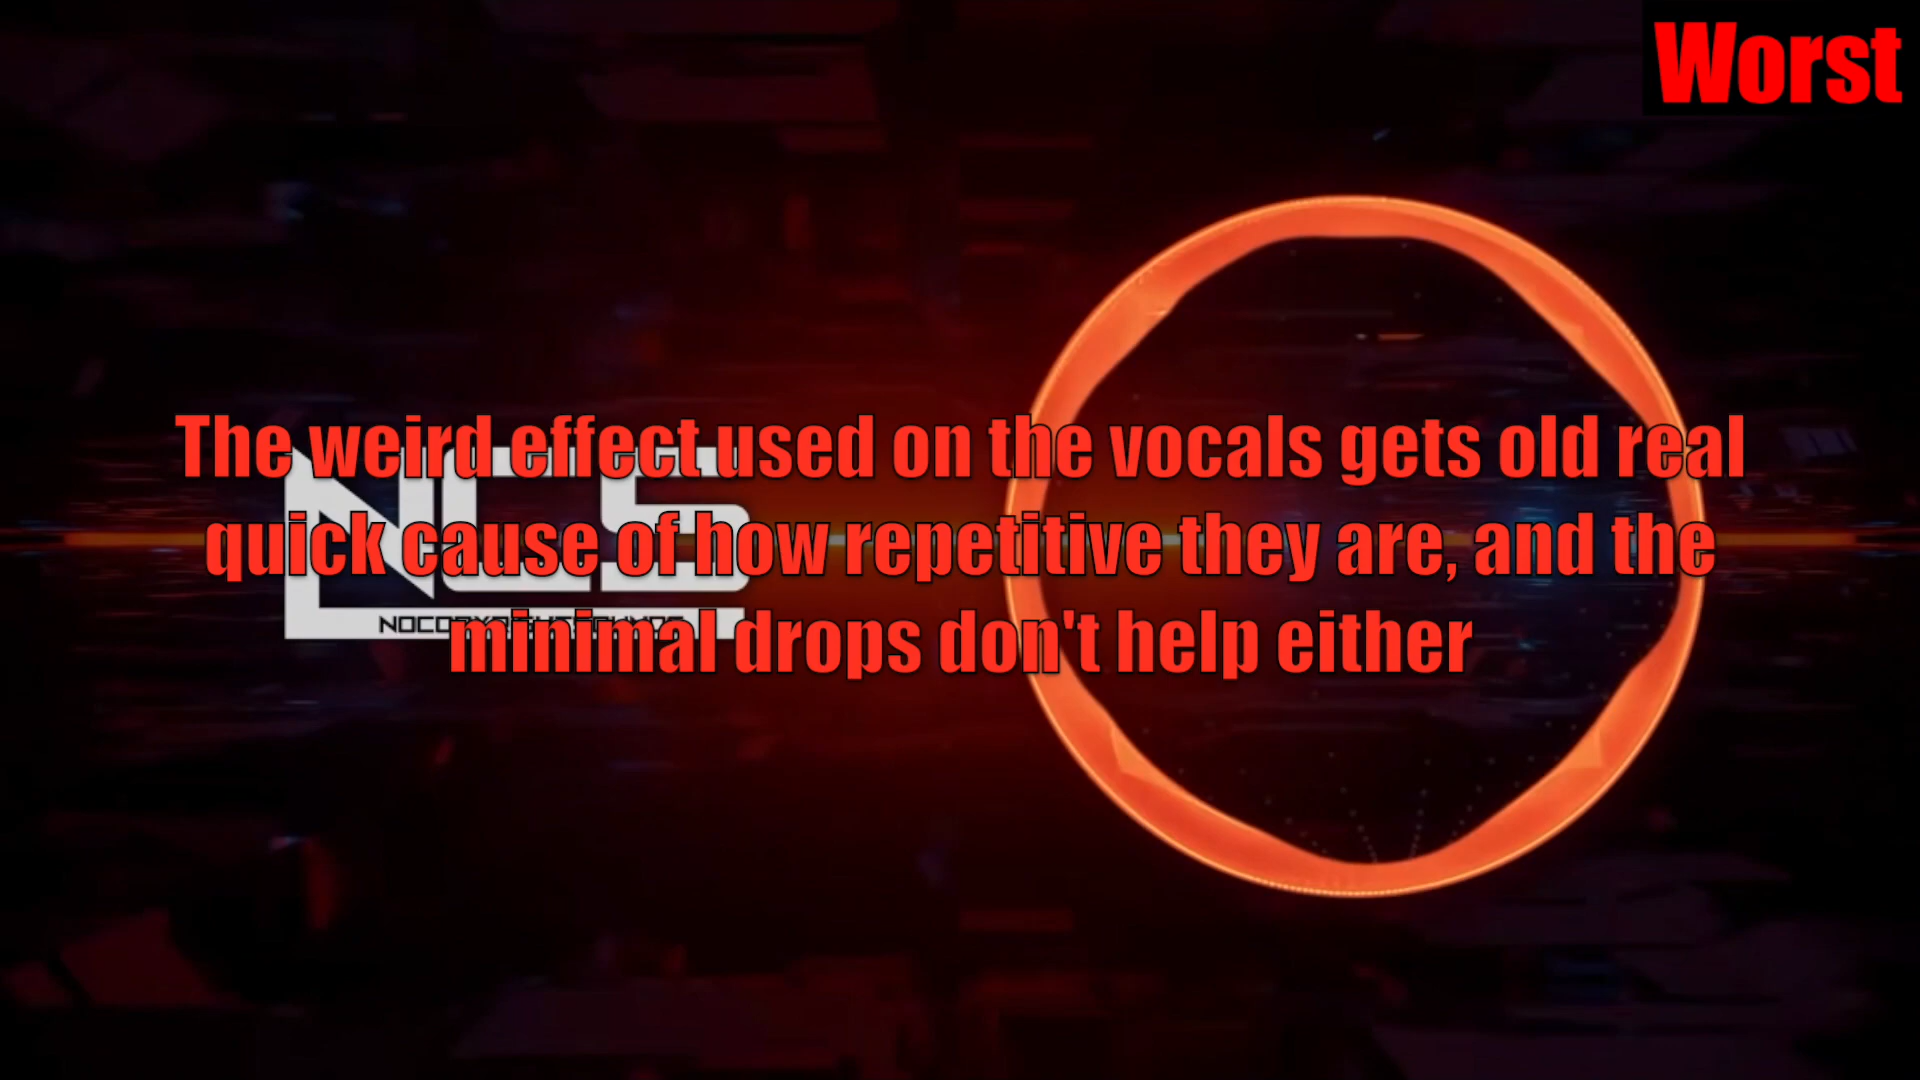 Worst
The weird effect used on the vocals gets old real
quick cause of how repetitive they are, and the
minimal drops don't help either
NCS